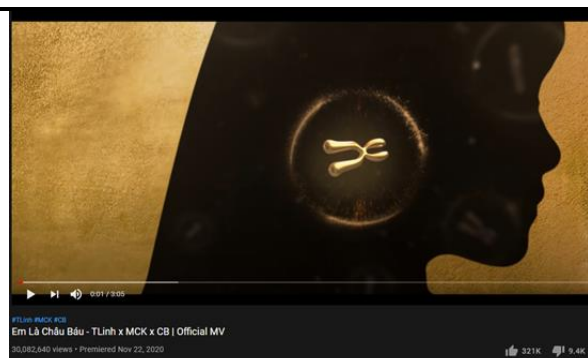 0:01 / 3:05
#TLinh #MCK #CB
Em Là Châu Báu - TLinh x MCK x CB | Official MV
30,082,640 views • Premiered Nov 22, 2020
321K
9.4K